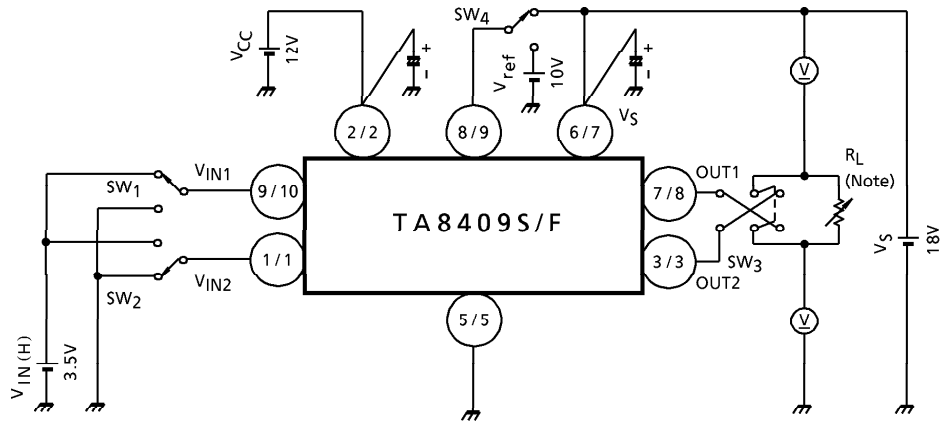 VCC
12V
+
-
SW4
Vref
10V
+
-
VS
2 / 2
8 / 9
6 / 7
V
RL
(Note)
SW1
VIN1
9 / 10
TA8409S/F
7 / 8
OUT1
1 / 1
VIN2
SW2
3 / 3
OUT2
SW3
VS
18V
5 / 5
V
VIN (H)
3.5V